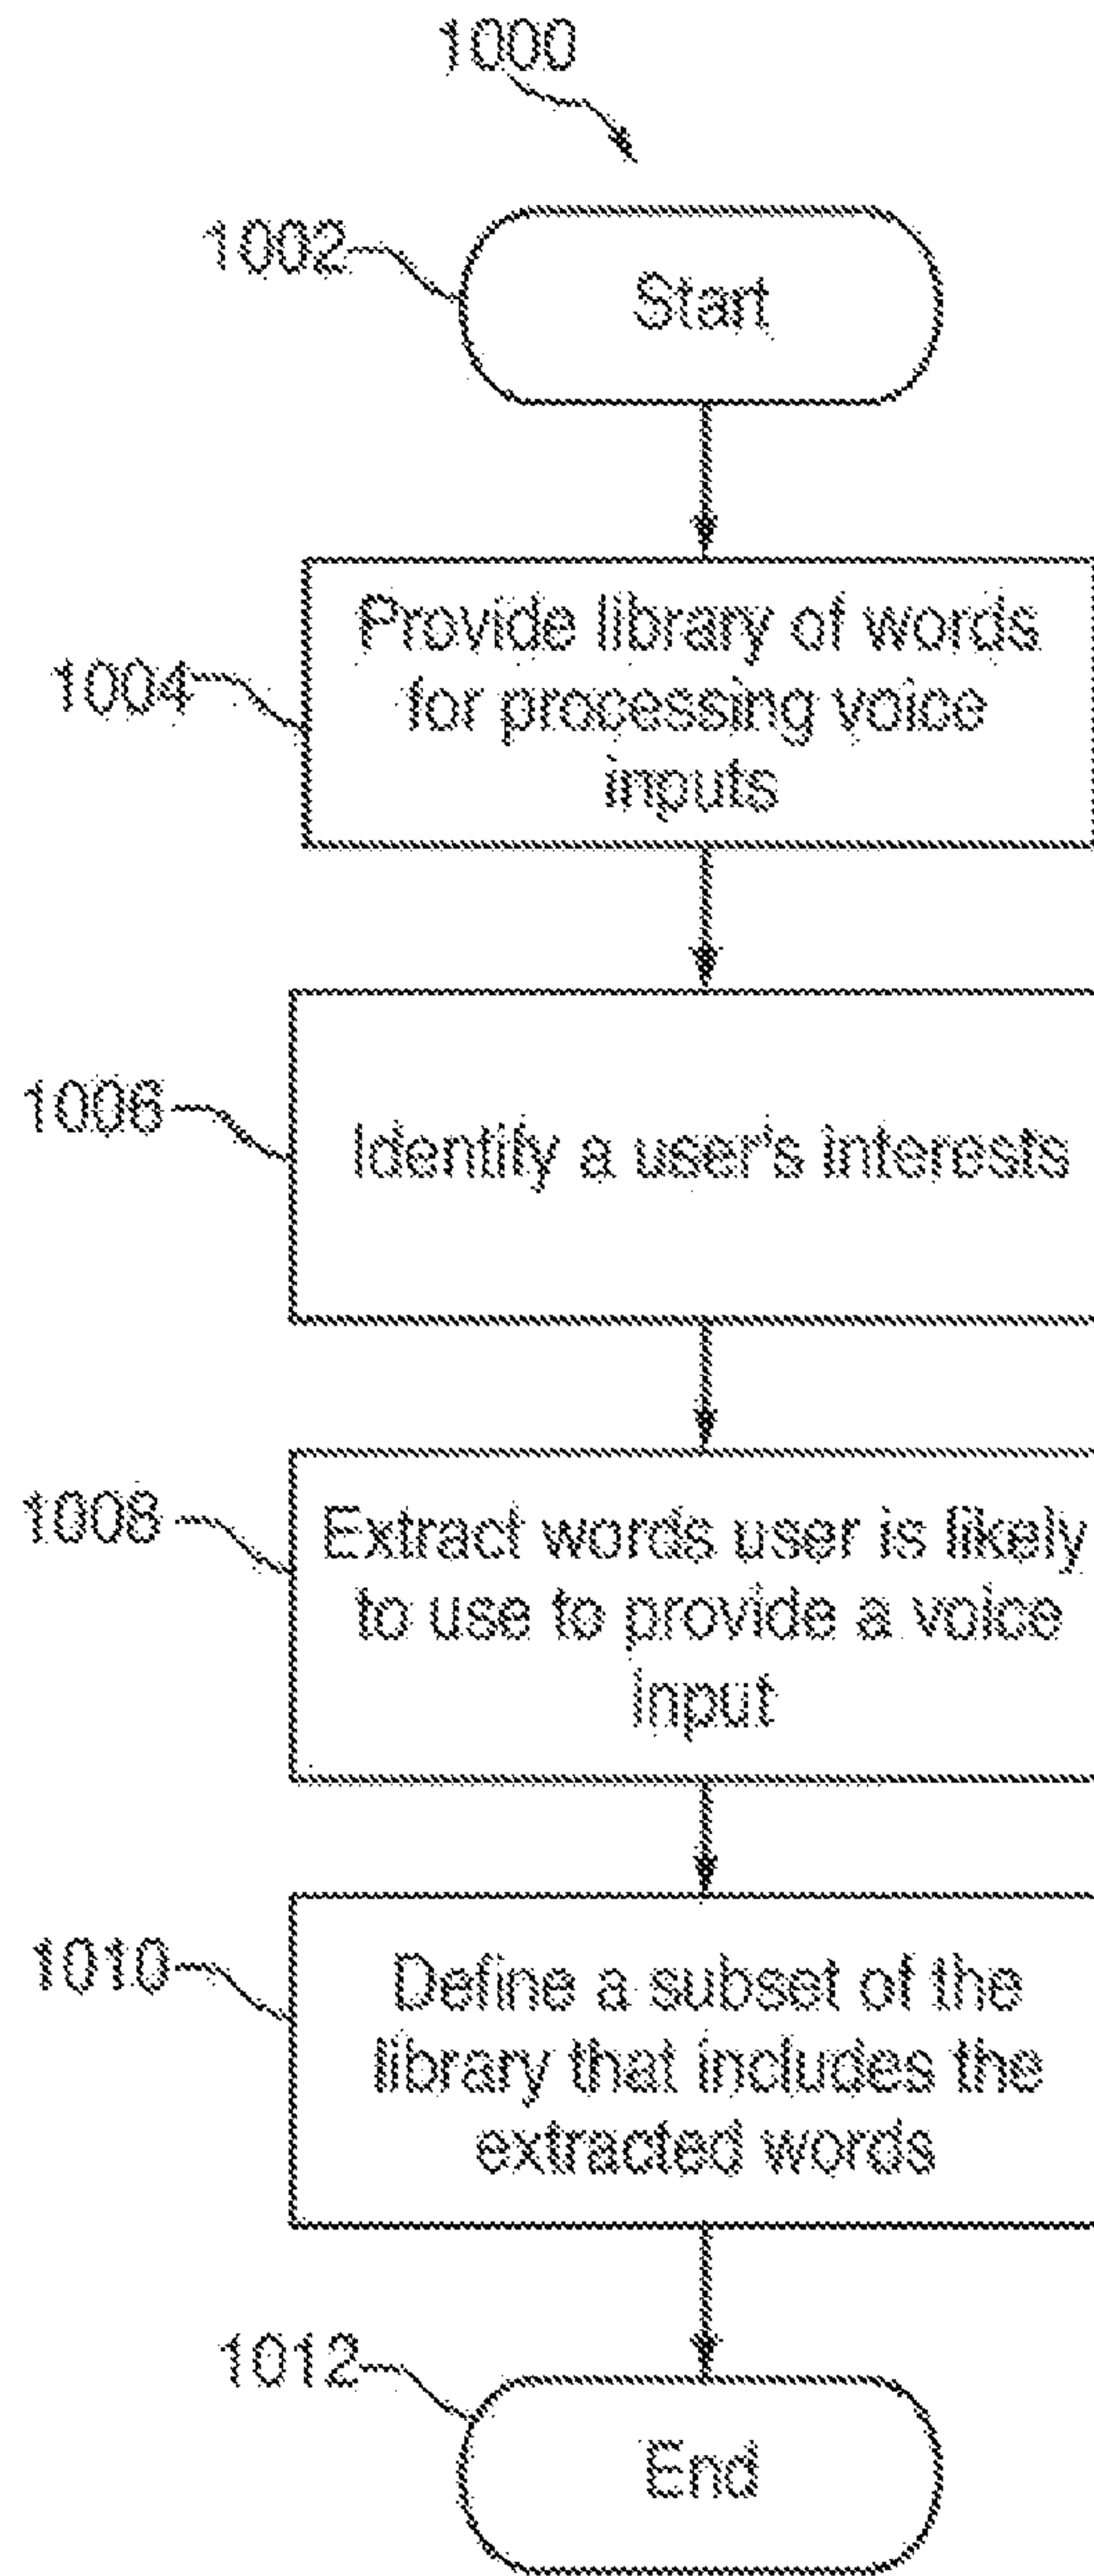 1000
1002
Start
Provide library of words
1004
for processing voice
inputs
1006
Identify a user's interests
1008
Extract words user is likely
to use to provide a voice
input
1010
Define a subset of the
library that includes the
extracted words
1012
End